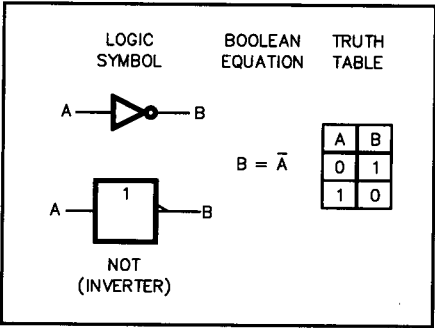 LOGIC SYMBOL
BOOLEAN EQUATION
TRUTH TABLE
A B
B = A̅
A B
0 1
1 0
A 1 B
NOT
(INVERTER)